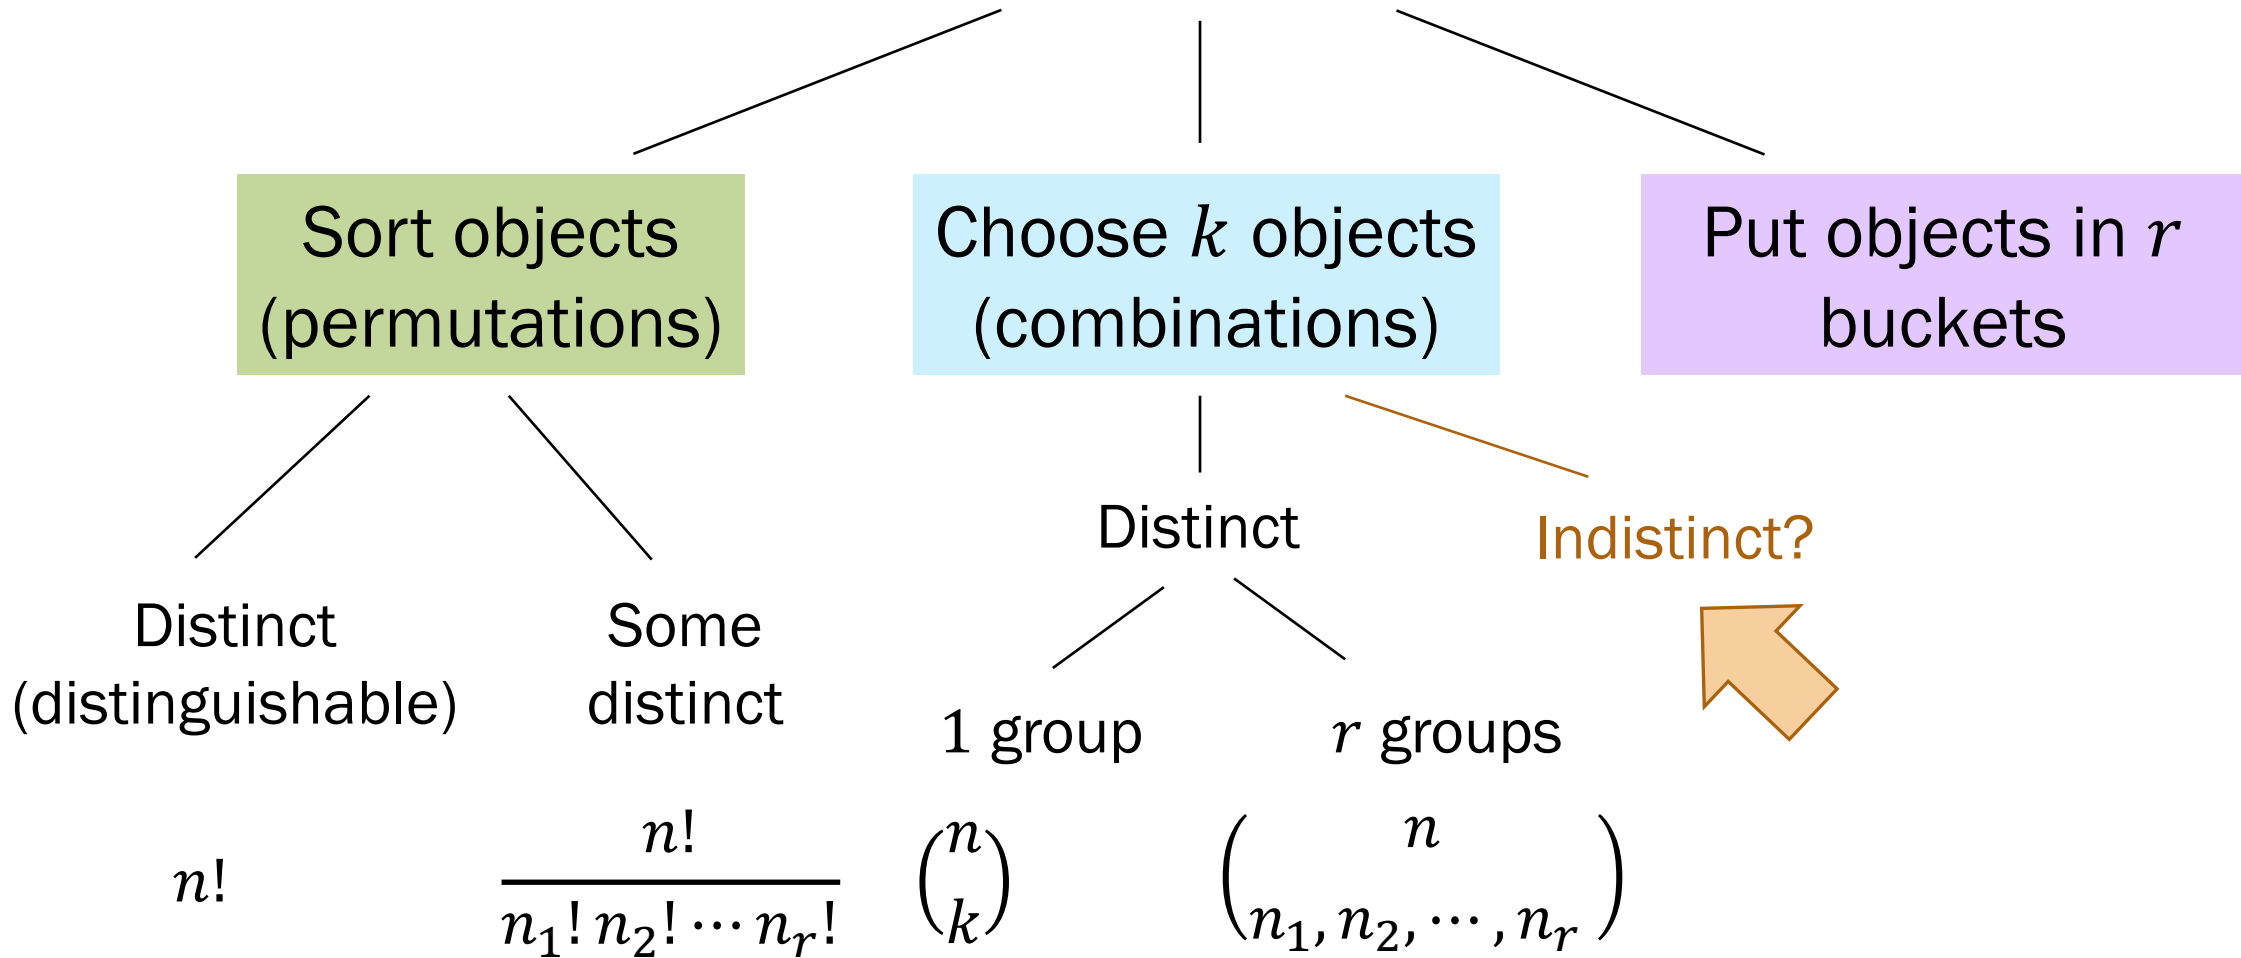 Sort objects
(permutations)
Choose k objects
(combinations)
Put objects in r
buckets
Distinct
(distinguishable)
Some
distinct
Distinct
Indistinct?
1 group
r groups
n!
n!
n₁! n₂! ⋯ nᵣ!
(n
k)
(n
n₁, n₂, ⋯ , nᵣ)